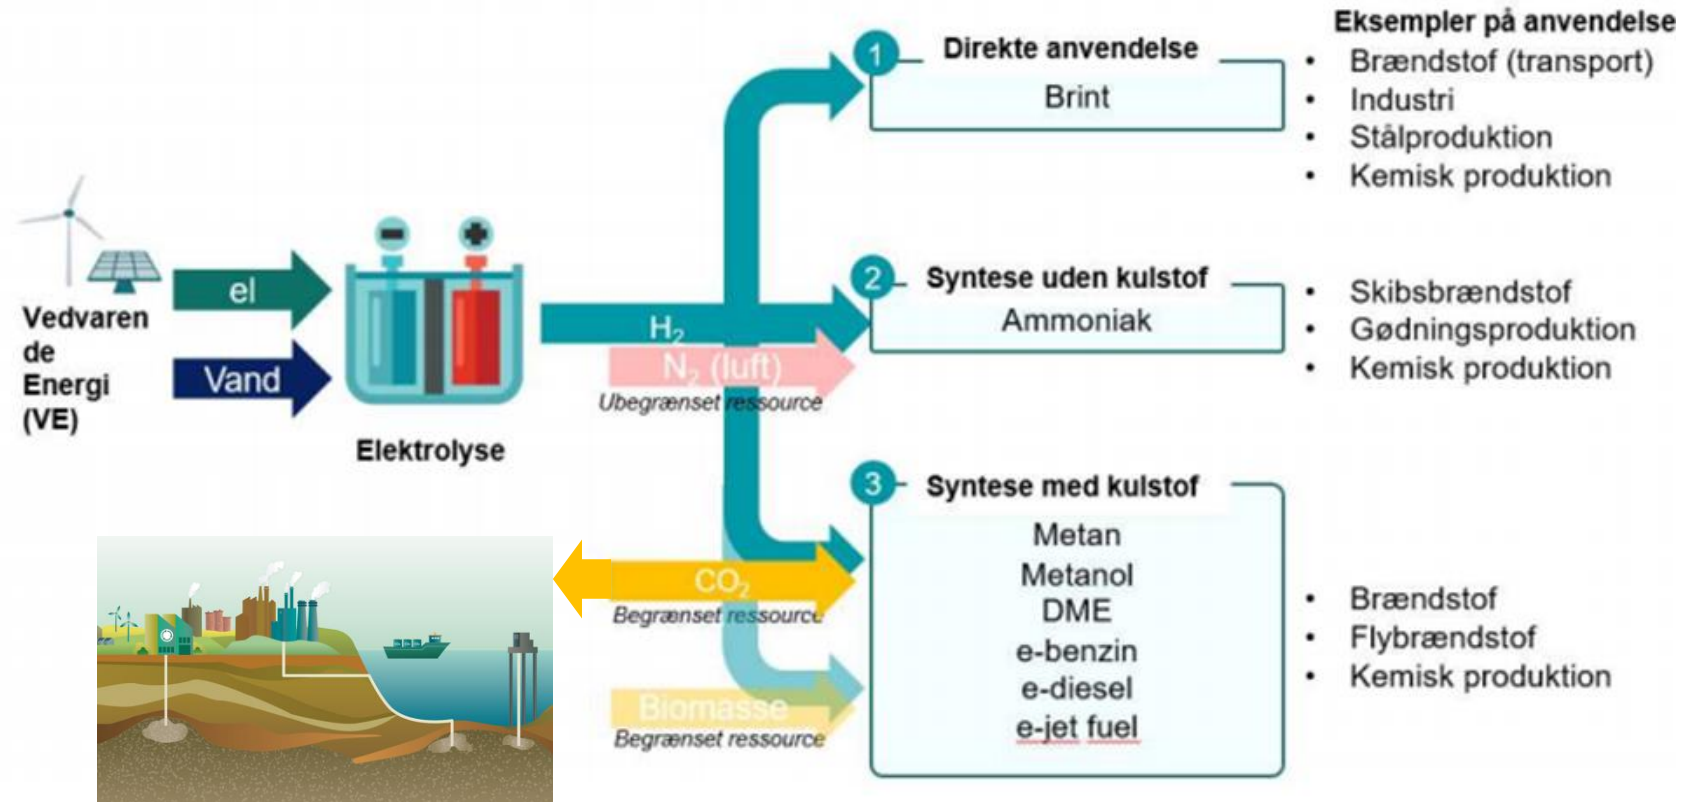 Eksempler på anvendelse
1
Direkte anvendelse
Brint
• Brændstof (transport)
• Industri
• Stålproduktion
• Kemisk produktion
Vedvaren
de
Energi
(VE)
el
Vand
Elektrolyse
H₂
N₂ (luft)
Ubegrænset ressource
2
Syntese uden kulstof
Ammoniak
• Skibsbrændstof
• Gødningsproduktion
• Kemisk produktion
3
Syntese med kulstof
CO₂
Begrænset ressource
Biomasse
Begrænset ressource
Metan
Metanol
DME
e-benzin
e-diesel
e-jet fuel
• Brændstof
• Flybrændstof
• Kemisk produktion